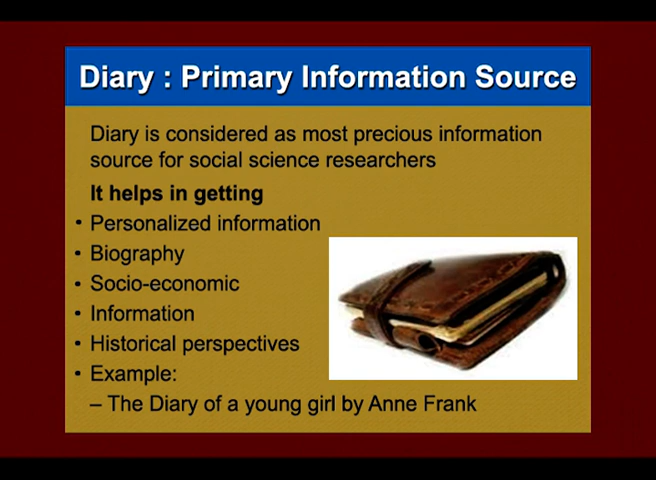 Diary : Primary Information Source
Diary is considered as most precious information
source for social science researchers
It helps in getting
• Personalized information
• Biography
• Socio-economic
• Information
• Historical perspectives
• Example:
– The Diary of a young girl by Anne Frank